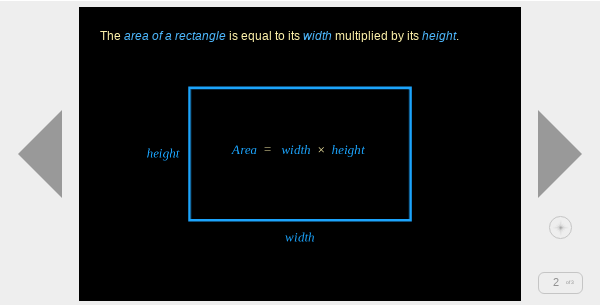 The area of a rectangle is equal to its width multiplied by its height.
height
Area = width × height
width
2